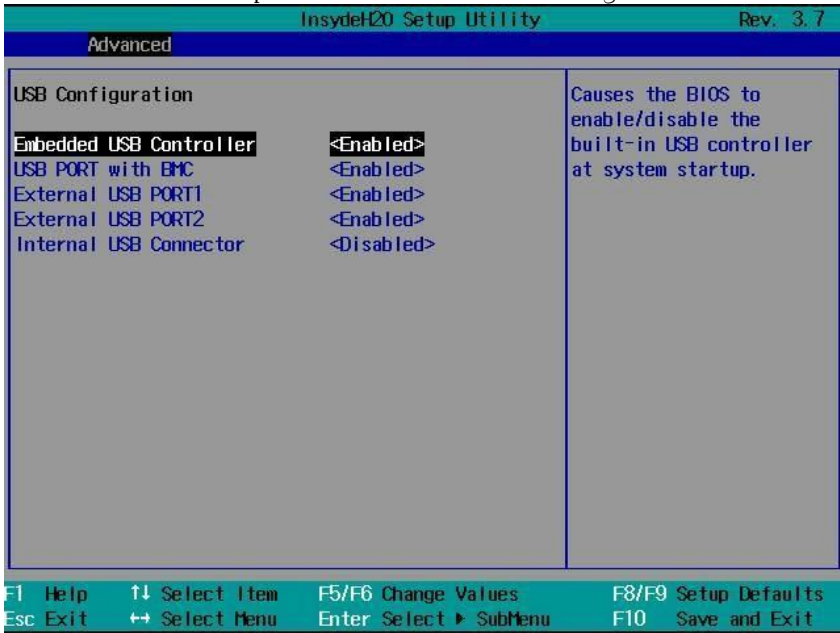 InsydeH2O Setup Utility Rev. 3.7
Advanced
USB Configuration
Embedded USB Controller <Enabled>
USB PORT with BMC <Enabled>
External USB PORT1 <Enabled>
External USB PORT2 <Enabled>
Internal USB Connector <Disabled>
Causes the BIOS to
enable/disable the
built-in USB controller
at system startup.
F1 Help ↑↓ Select Item F5/F6 Change Values F8/F9 Setup Defaults
Esc Exit ↔ Select Menu Enter Select ▶ SubMenu F10 Save and Exit